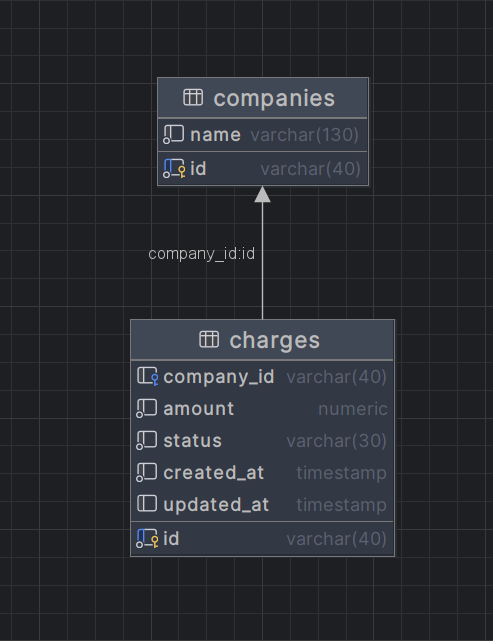 companies
name varchar(130)
id varchar(40)
company_id:id
charges
company_id varchar(40)
amount numeric
status varchar(30)
created_at timestamp
updated_at timestamp
id varchar(40)